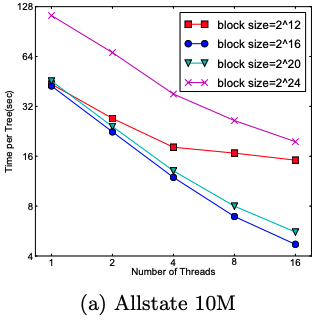 128
64
32
16
8
4
Time per Tree(sec)
block size=2^12
block size=2^16
block size=2^20
block size=2^24
1 2 4 8 16
Number of Threads
(a) Allstate 10M